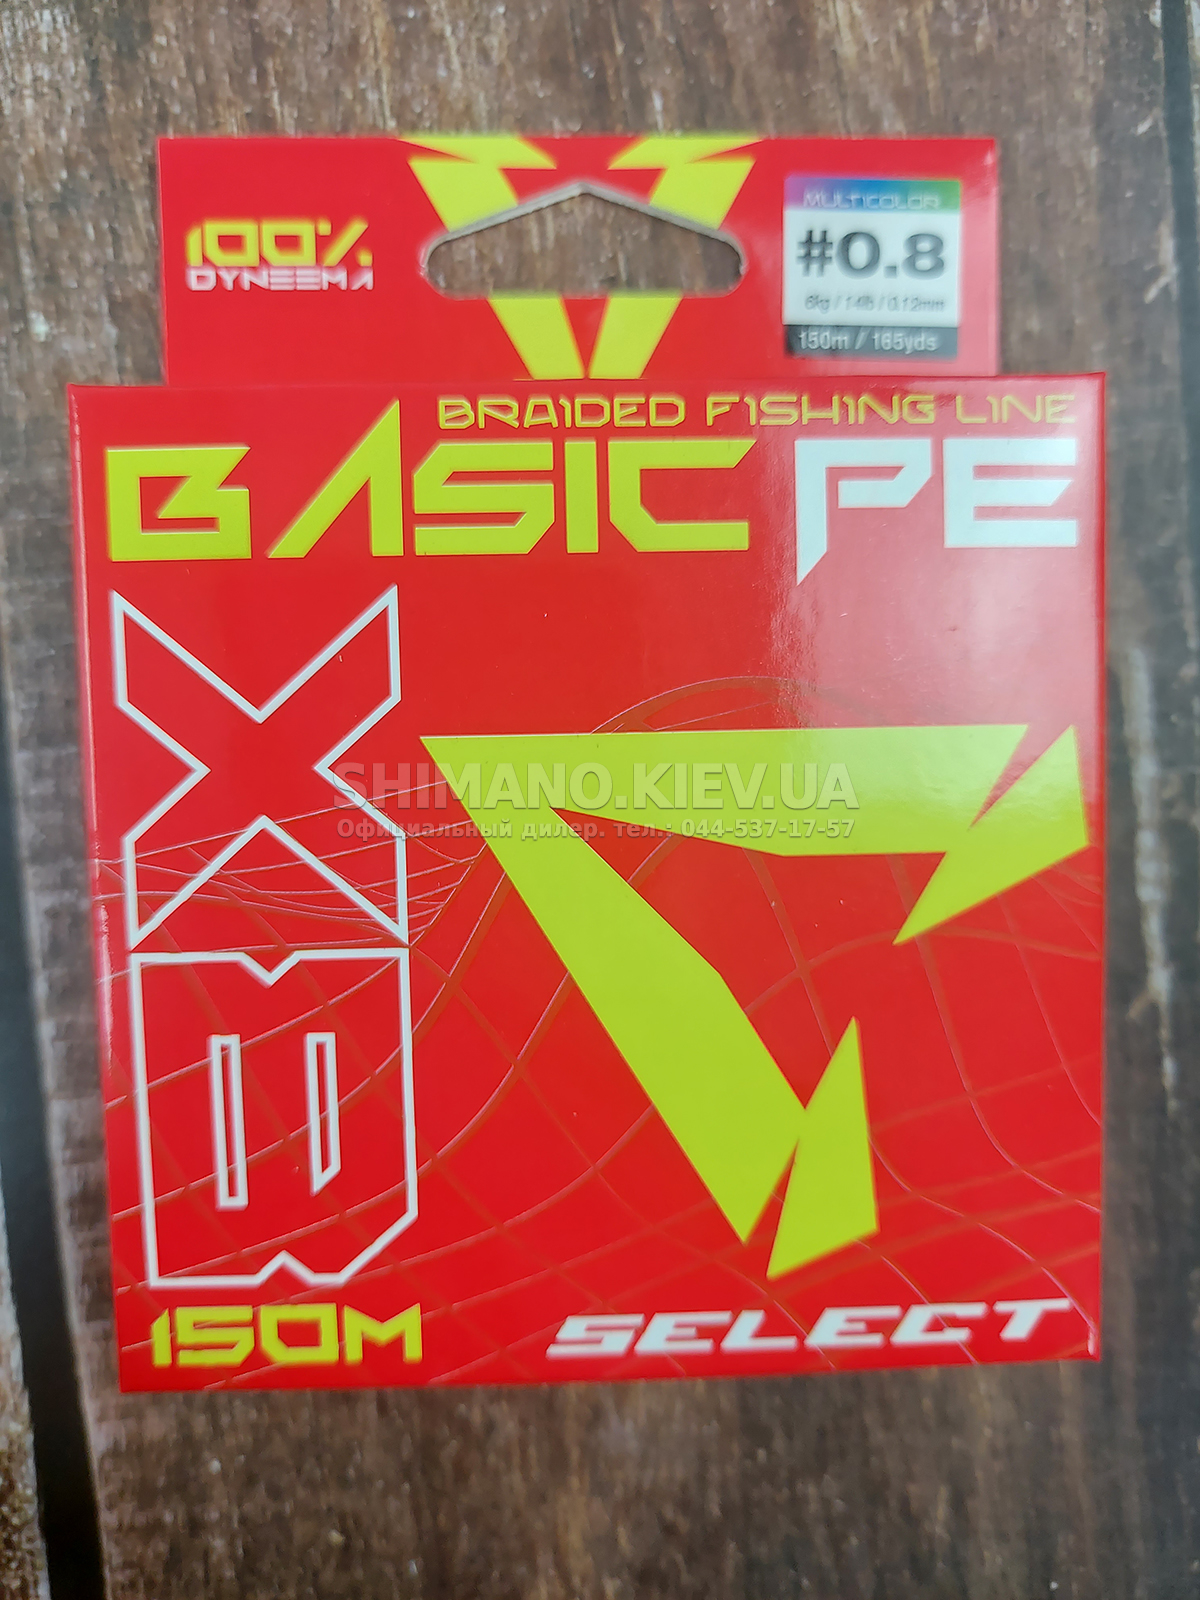 100%
DYNEEMA
MULTICOLOR
#0.8
6kg / 14lb / 0.12mm
150m / 165yds
BRAIDED FISHING LINE
BASIC PE
8X
SHIMANO.KIEV.UA
Официальный дилер. тел.: 044-537-17-57
150M
SELECT